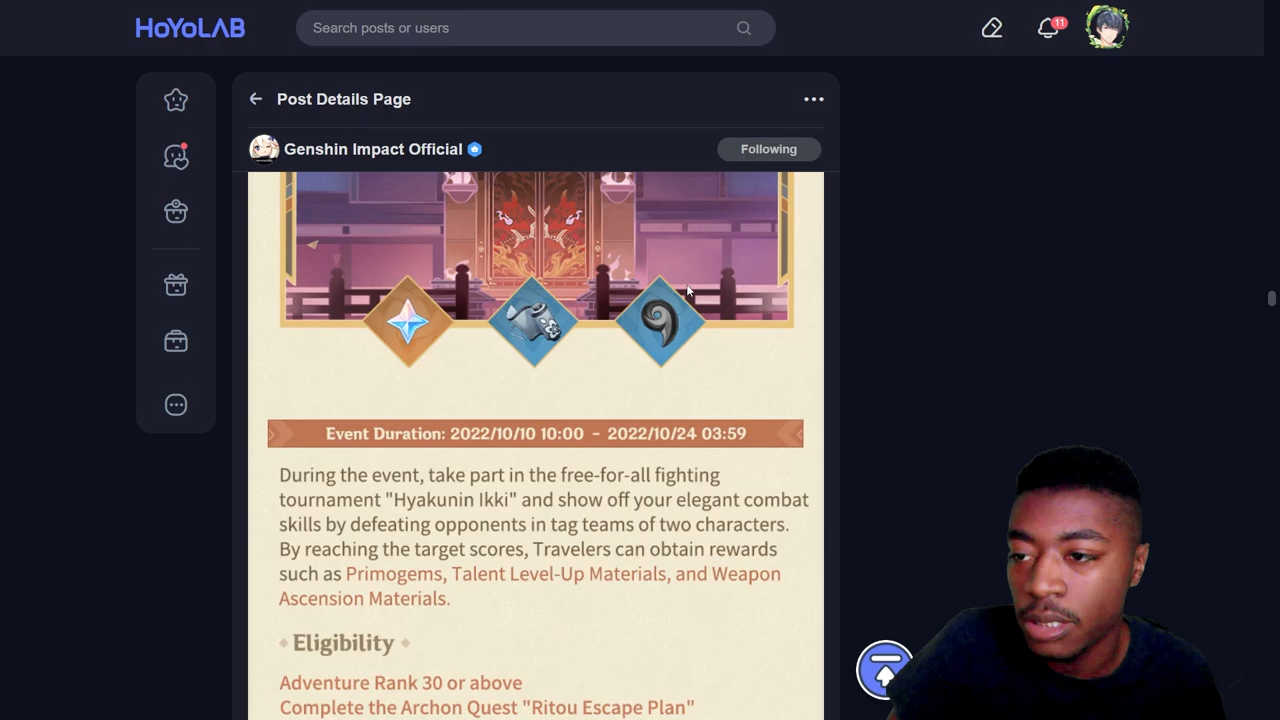 HOYOLAB
Search posts or users
11
Post Details Page
Genshin Impact Official
Following
Event Duration: 2022/10/10 10:00 – 2022/10/24 03:59
During the event, take part in the free-for-all fighting
tournament "Hyakunin Ikki" and show off your elegant combat
skills by defeating opponents in tag teams of two characters.
By reaching the target scores, Travelers can obtain rewards
such as Primogems, Talent Level-Up Materials, and Weapon
Ascension Materials.
Eligibility
Adventure Rank 30 or above
Complete the Archon Quest "Ritou Escape Plan"